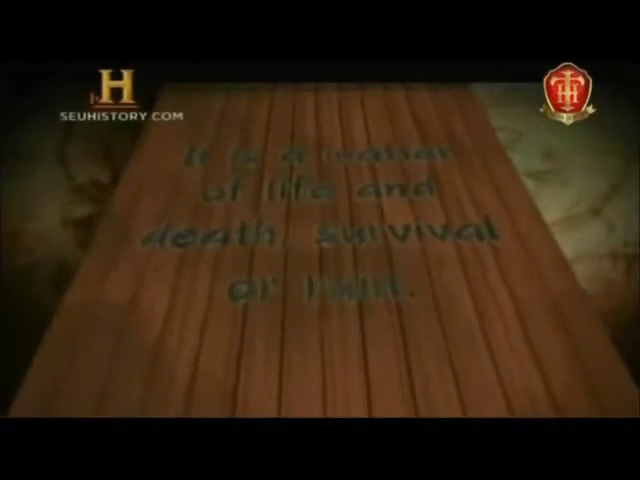 H
SEUHISTORY.COM
It is a matter
of life and
death, survival
or ruin.